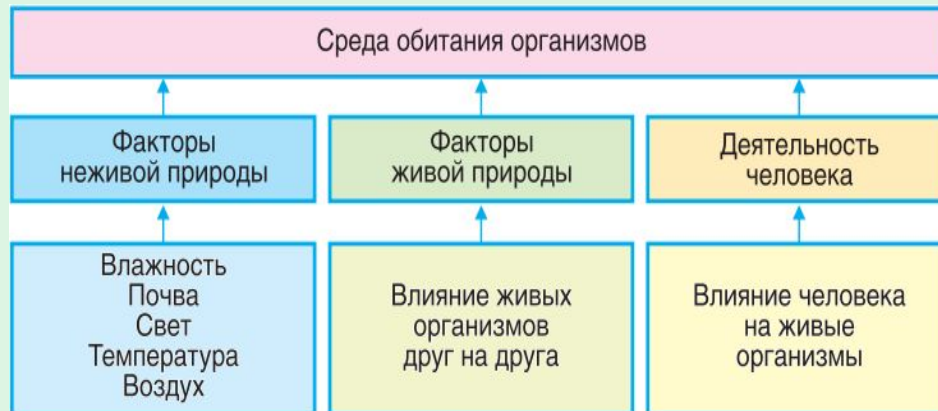 Среда обитания организмов
Факторы
неживой природы
Факторы
живой природы
Деятельность
человека
Влажность
Почва
Свет
Температура
Воздух
Влияние живых
организмов
друг на друга
Влияние человека
на живые
организмы